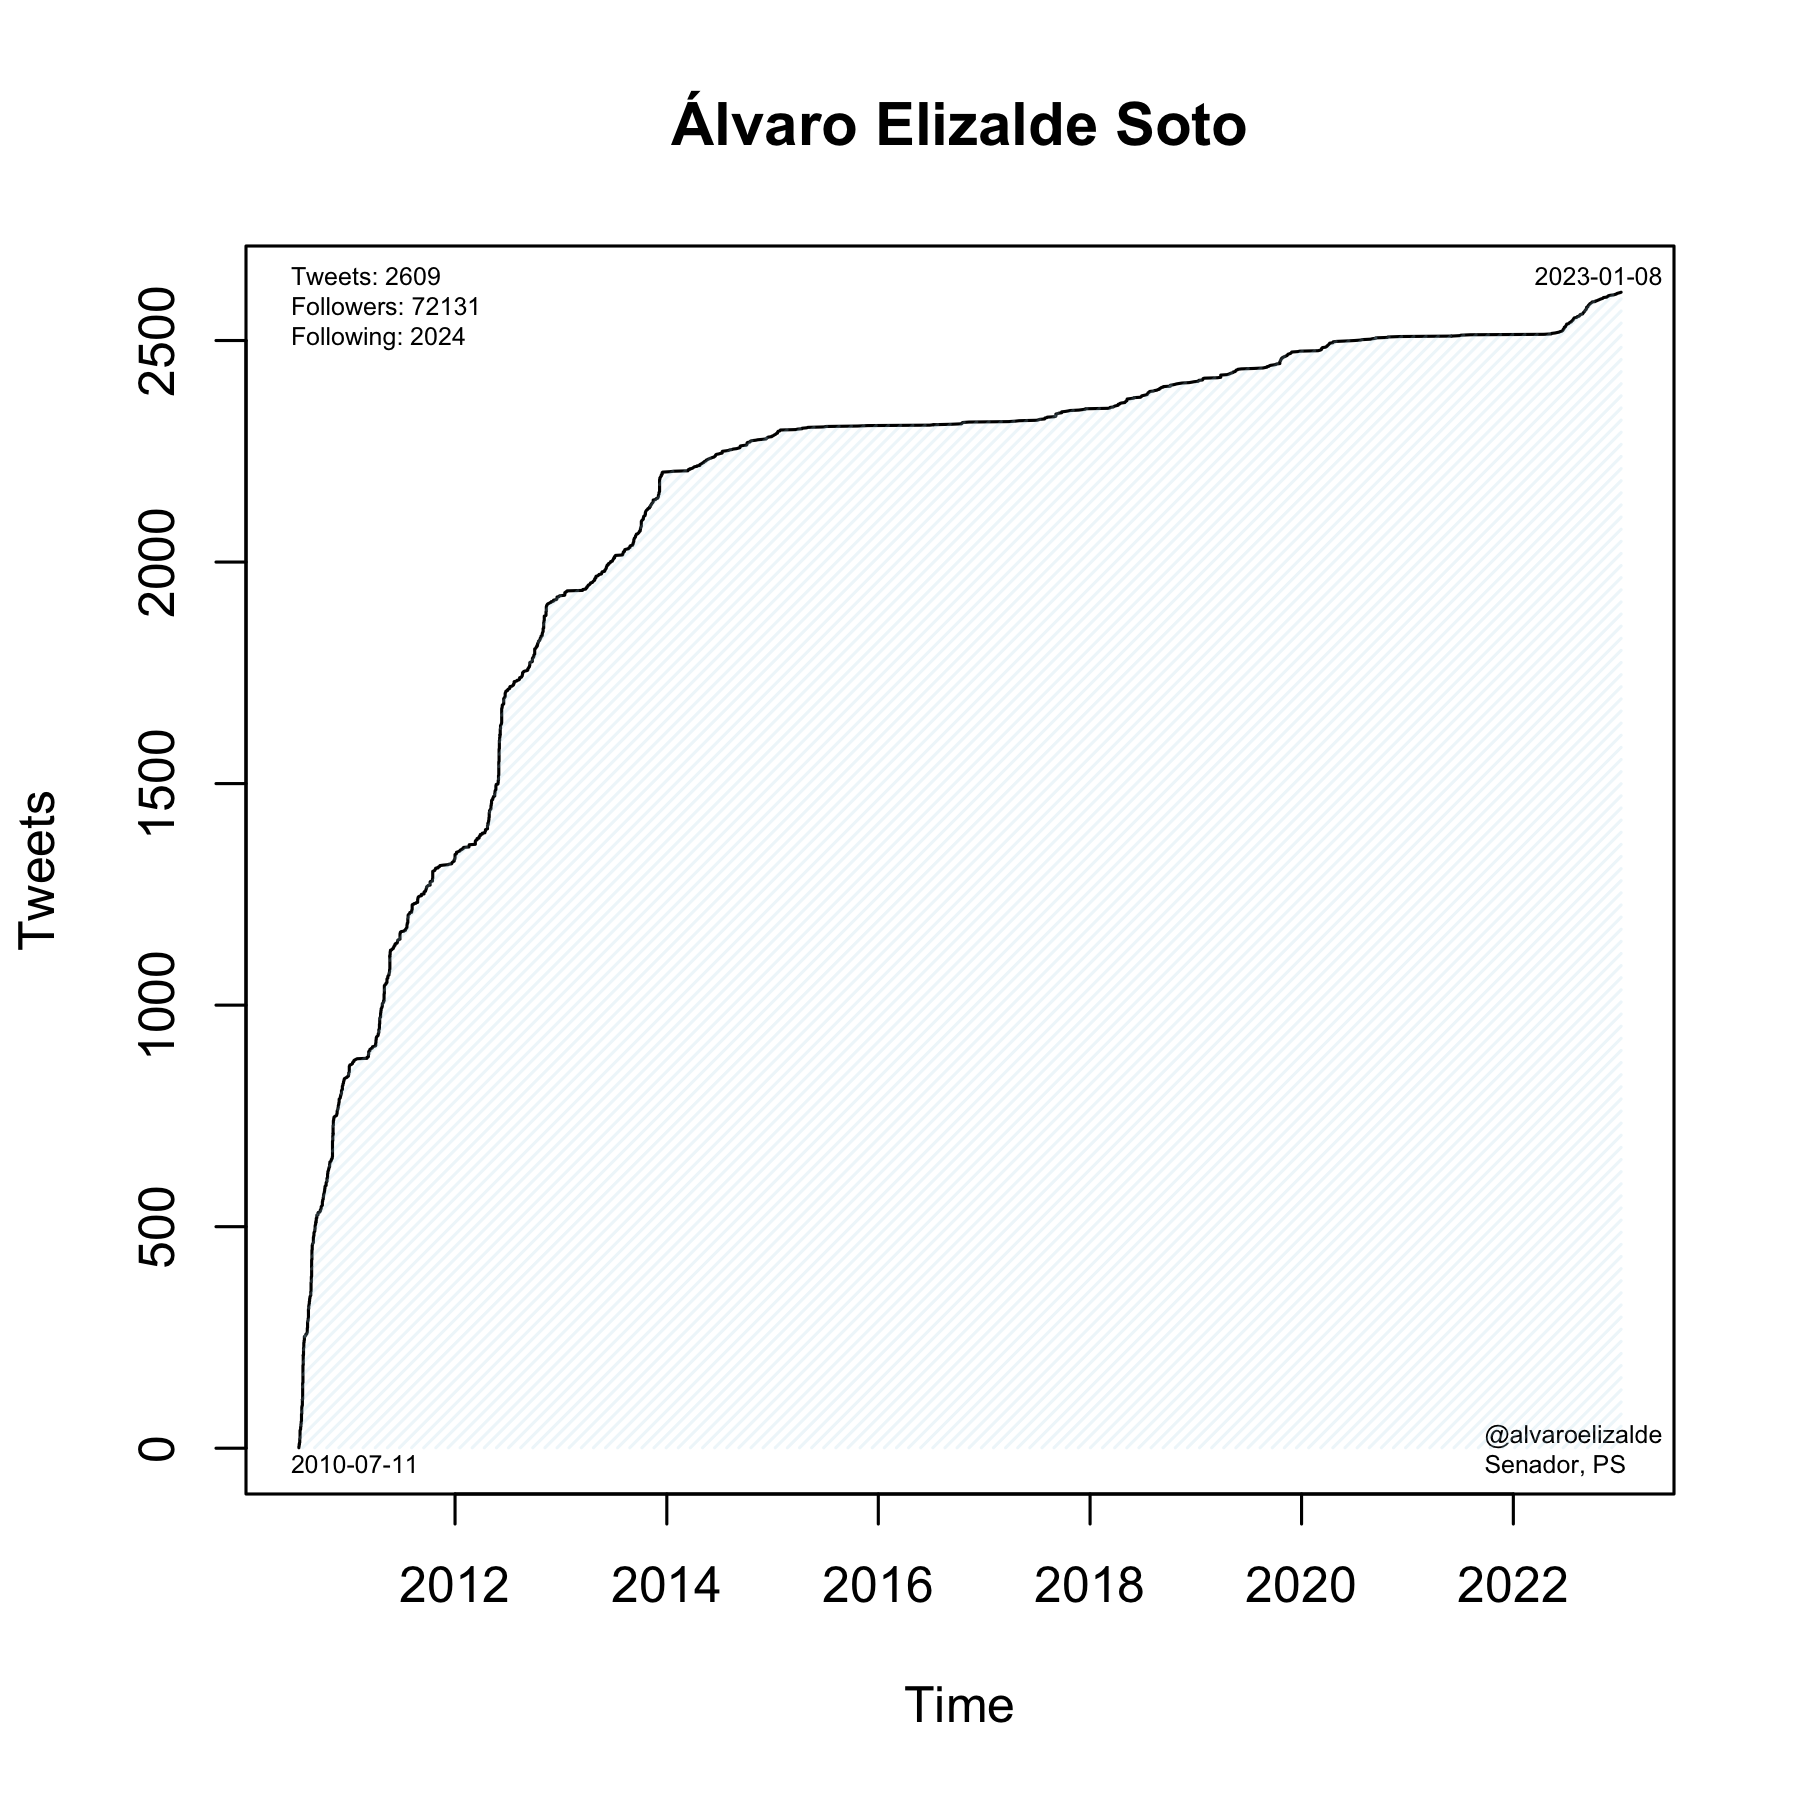 Álvaro Elizalde Soto
Tweets: 2609
Followers: 72131
Following: 2024
2023-01-08
2500
2000
1500
1000
500
0
Tweets
@alvaroelizalde
Senador, PS
2010-07-11
2012
2014
2016
2018
2020
2022
Time